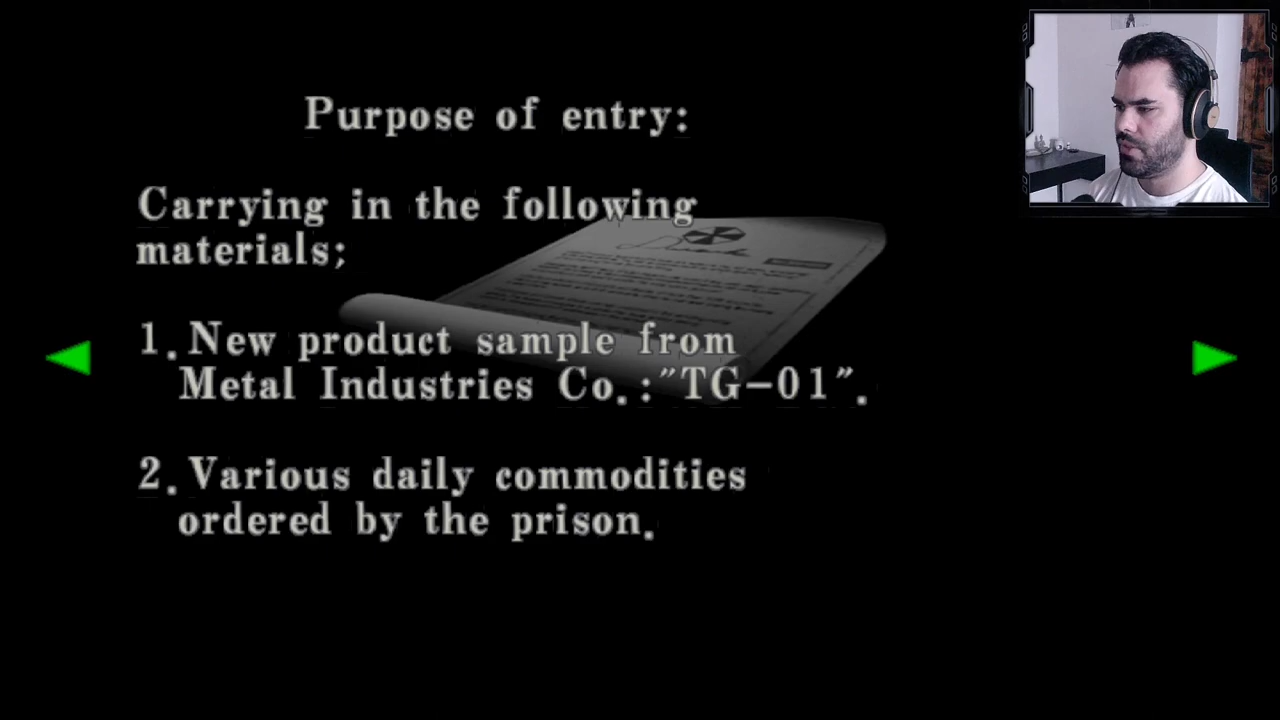 Purpose of entry:
Carrying in the following
materials;
1.New product sample from
Metal Industries Co.:"TG-01".
2.Various daily commodities
ordered by the prison.